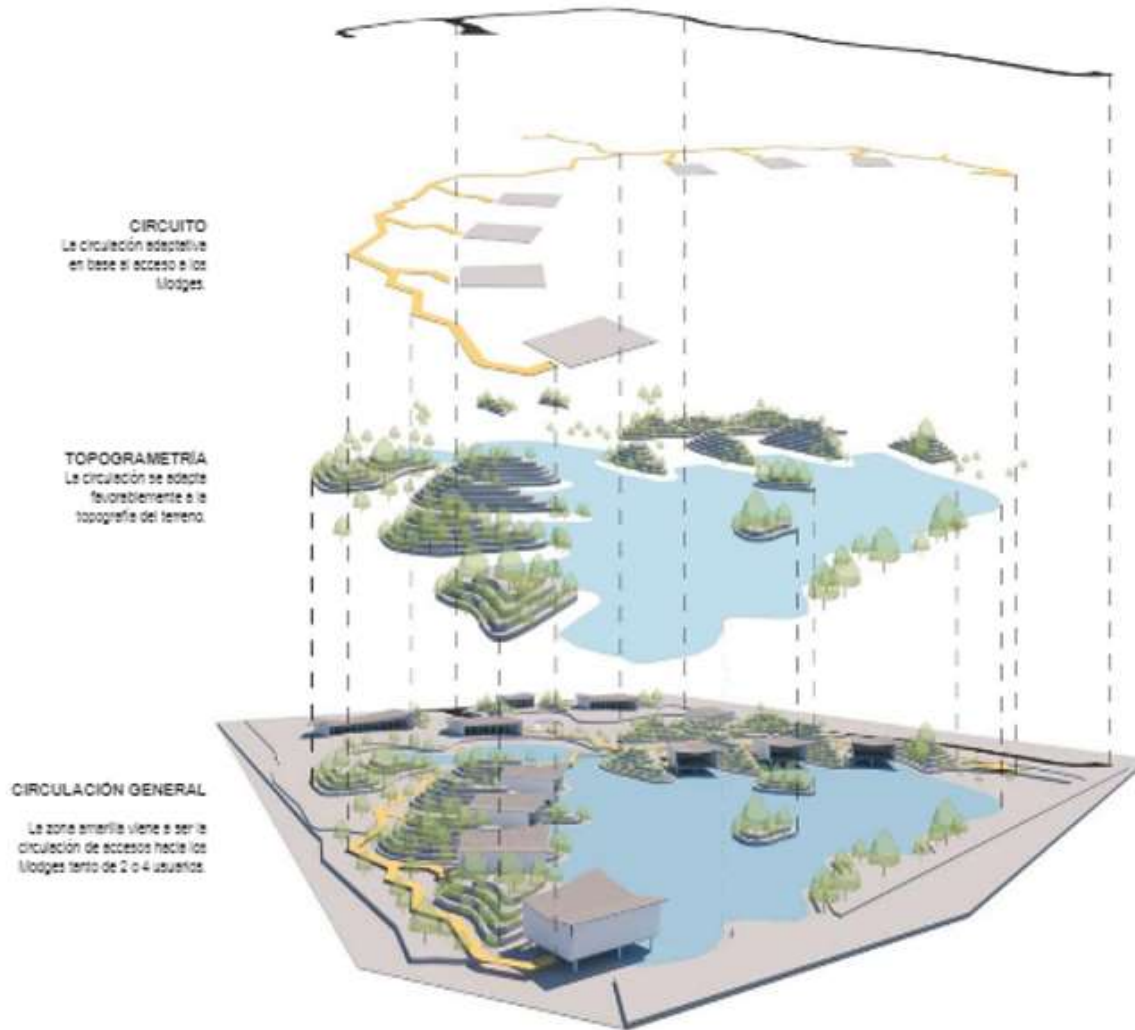 CIRCUITO
La circulación adaptativa
en base al acceso a los
Modges.
TOPOGRAMETRÍA
La circulación se adapta
favorablemente a la
topografía del terreno.
CIRCULACIÓN GENERAL
La zona amarilla viene a ser la
circulación de accesos hacia los
Modges tanto de 2 o 4 usuarios.